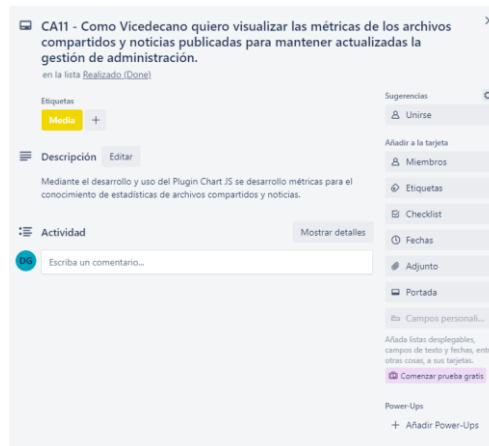 CA11 - Como Vicedecano quiero visualizar las métricas de los archivos
compartidos y noticias publicadas para mantener actualizadas la
gestión de administración.
en la lista Realizado (Done)
Etiquetas
Media +
Descripción Editar
Mediante el desarrollo y uso del Plugin Chart JS se desarrollo métricas para el
conocimiento de estadísticas de archivos compartidos y noticias.
Actividad Mostrar detalles
DG Escriba un comentario...
Sugerencias
Unirse
Añadir a la tarjeta
Miembros
Etiquetas
Checklist
Fechas
Adjunto
Portada
Campos personali...
Añada listas desplegables,
campos de texto y fechas, entr
otras cosas, a sus tarjetas.
Comenzar prueba gratis
Power-Ups
+ Añadir Power-Ups